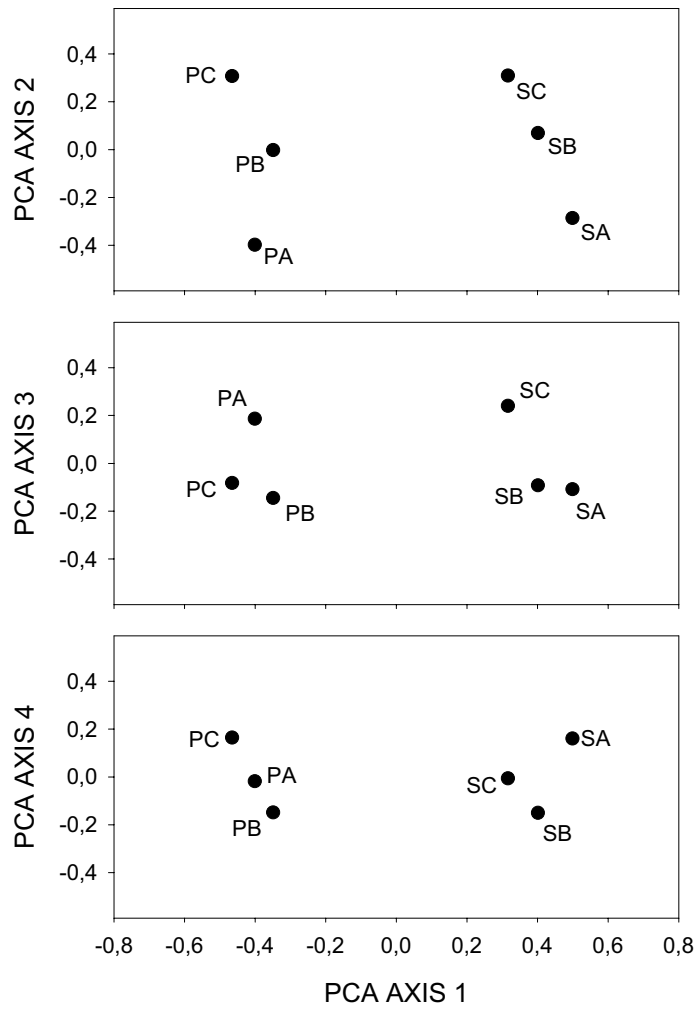 0,4
0,2
0,0
-0,2
-0,4
PCA AXIS 2
PC
PB
PA
SC
SB
SA
0,4
0,2
0,0
-0,2
-0,4
PCA AXIS 3
PA
PC
PB
SC
SB
SA
0,4
0,2
0,0
-0,2
-0,4
PCA AXIS 4
PC
PA
PB
SA
SC
SB
-0,8 -0,6 -0,4 -0,2 0,0 0,2 0,4 0,6 0,8
PCA AXIS 1